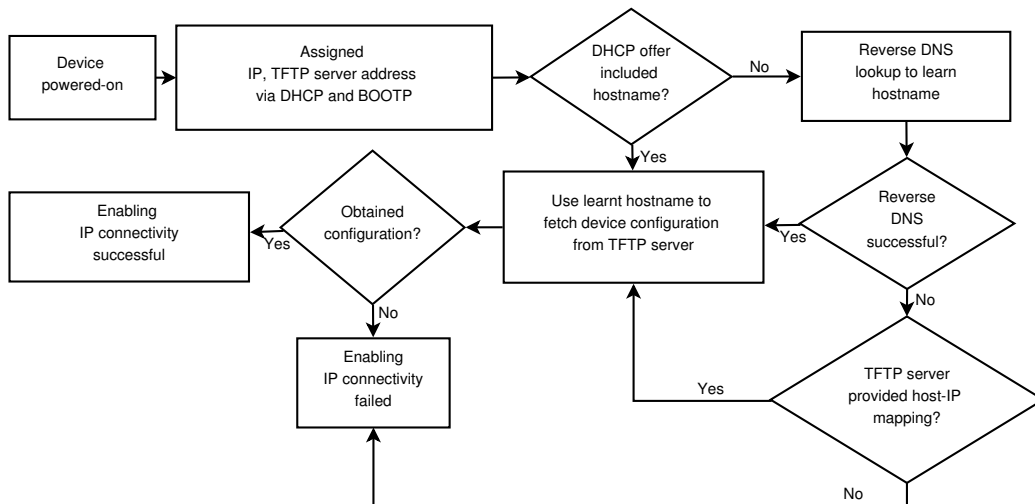 Device
powered-on
Assigned
IP, TFTP server address
via DHCP and BOOTP
DHCP offer
included
hostname?
No
Reverse DNS
lookup to learn
hostname
Yes
Enabling
IP connectivity
successful
Yes
Obtained
configuration?
Use learnt hostname to
fetch device configuration
from TFTP server
Yes
Reverse
DNS
successful?
No
No
Enabling
IP connectivity
failed
Yes
TFTP server
provided host-IP
mapping?
No